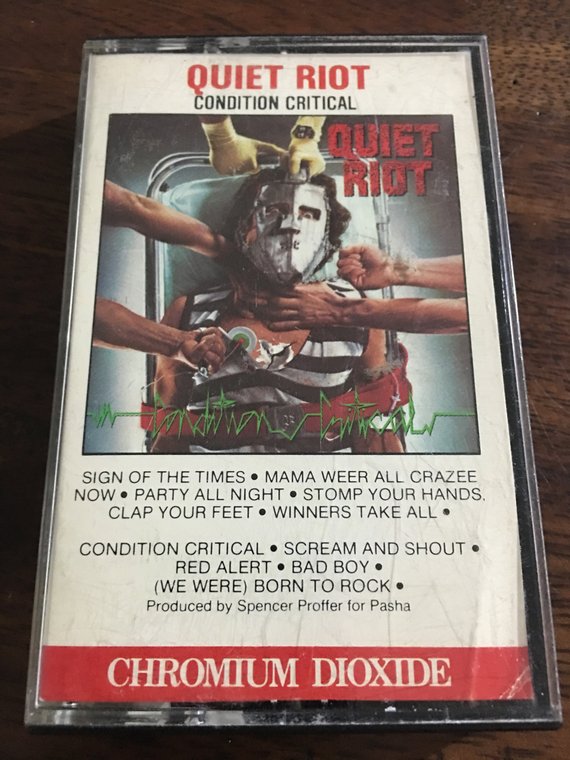 QUIET RIOT
CONDITION CRITICAL
QUIET
RIOT
Condition Critical
SIGN OF THE TIMES • MAMA WEER ALL CRAZEE
NOW • PARTY ALL NIGHT • STOMP YOUR HANDS,
CLAP YOUR FEET • WINNERS TAKE ALL •
CONDITION CRITICAL • SCREAM AND SHOUT •
RED ALERT • BAD BOY •
(WE WERE) BORN TO ROCK •
Produced by Spencer Proffer for Pasha
CHROMIUM DIOXIDE